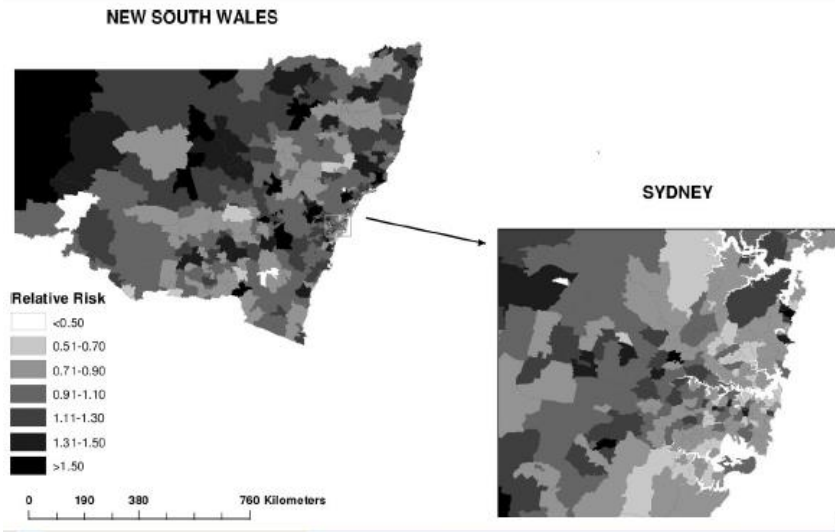 NEW SOUTH WALES
SYDNEY
Relative Risk
<0.50
0.51-0.70
0.71-0.90
0.91-1.10
1.11-1.30
1.31-1.50
>1.50
0 190 380 760 Kilometers